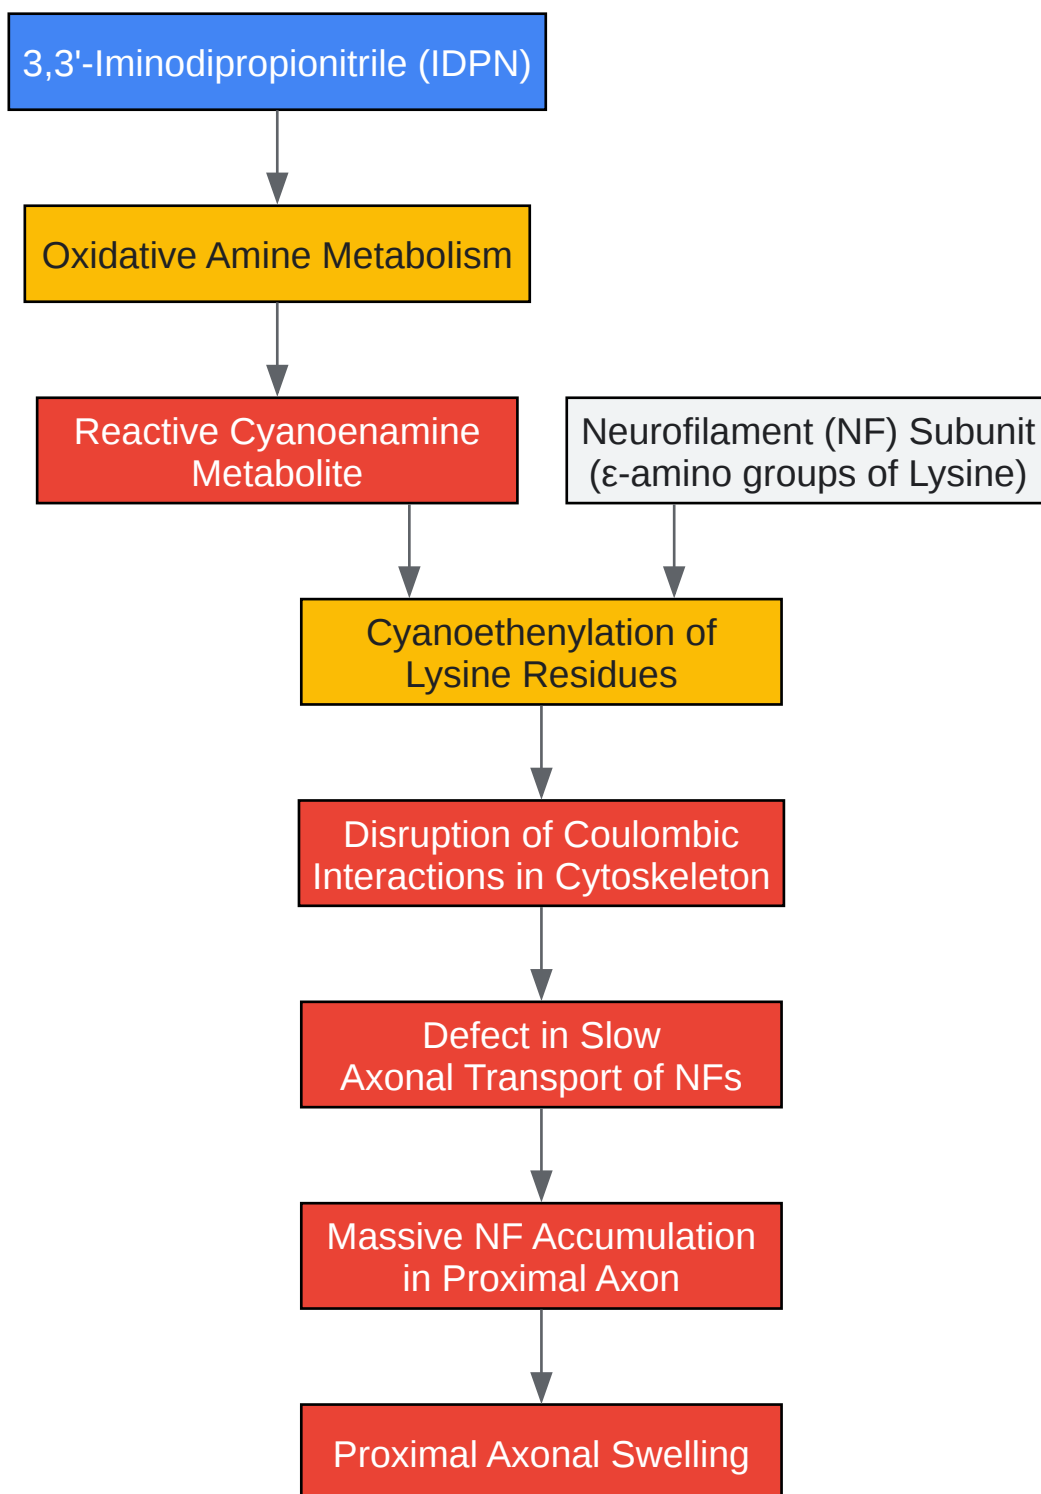 3,3'-Iminodipropionitrile (IDPN)
Oxidative Amine Metabolism
Reactive Cyanoenamine
Metabolite
Neurofilament (NF) Subunit
(ε-amino groups of Lysine)
Cyanoethenylation of
Lysine Residues
Disruption of Coulombic
Interactions in Cytoskeleton
Defect in Slow
Axonal Transport of NFs
Massive NF Accumulation
in Proximal Axon
Proximal Axonal Swelling